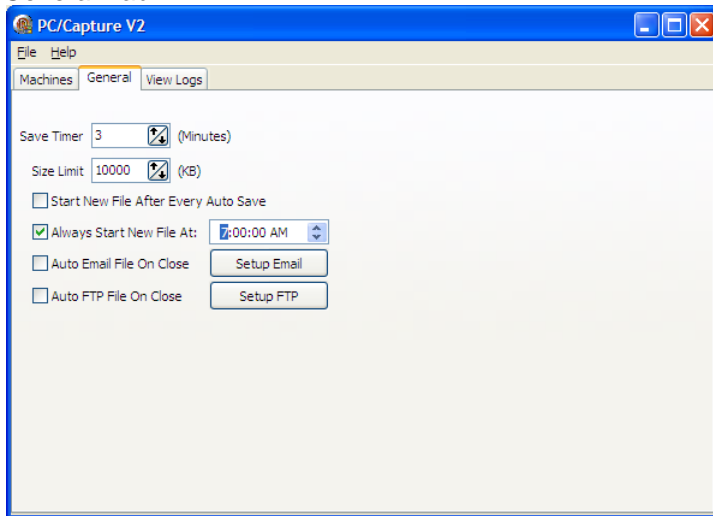 PC/Capture V2
File Help
Machines General View Logs
Save Timer 3 (Minutes)
Size Limit 10000 (KB)
Start New File After Every Auto Save
Always Start New File At: 7:00:00 AM
Auto Email File On Close Setup Email
Auto FTP File On Close Setup FTP